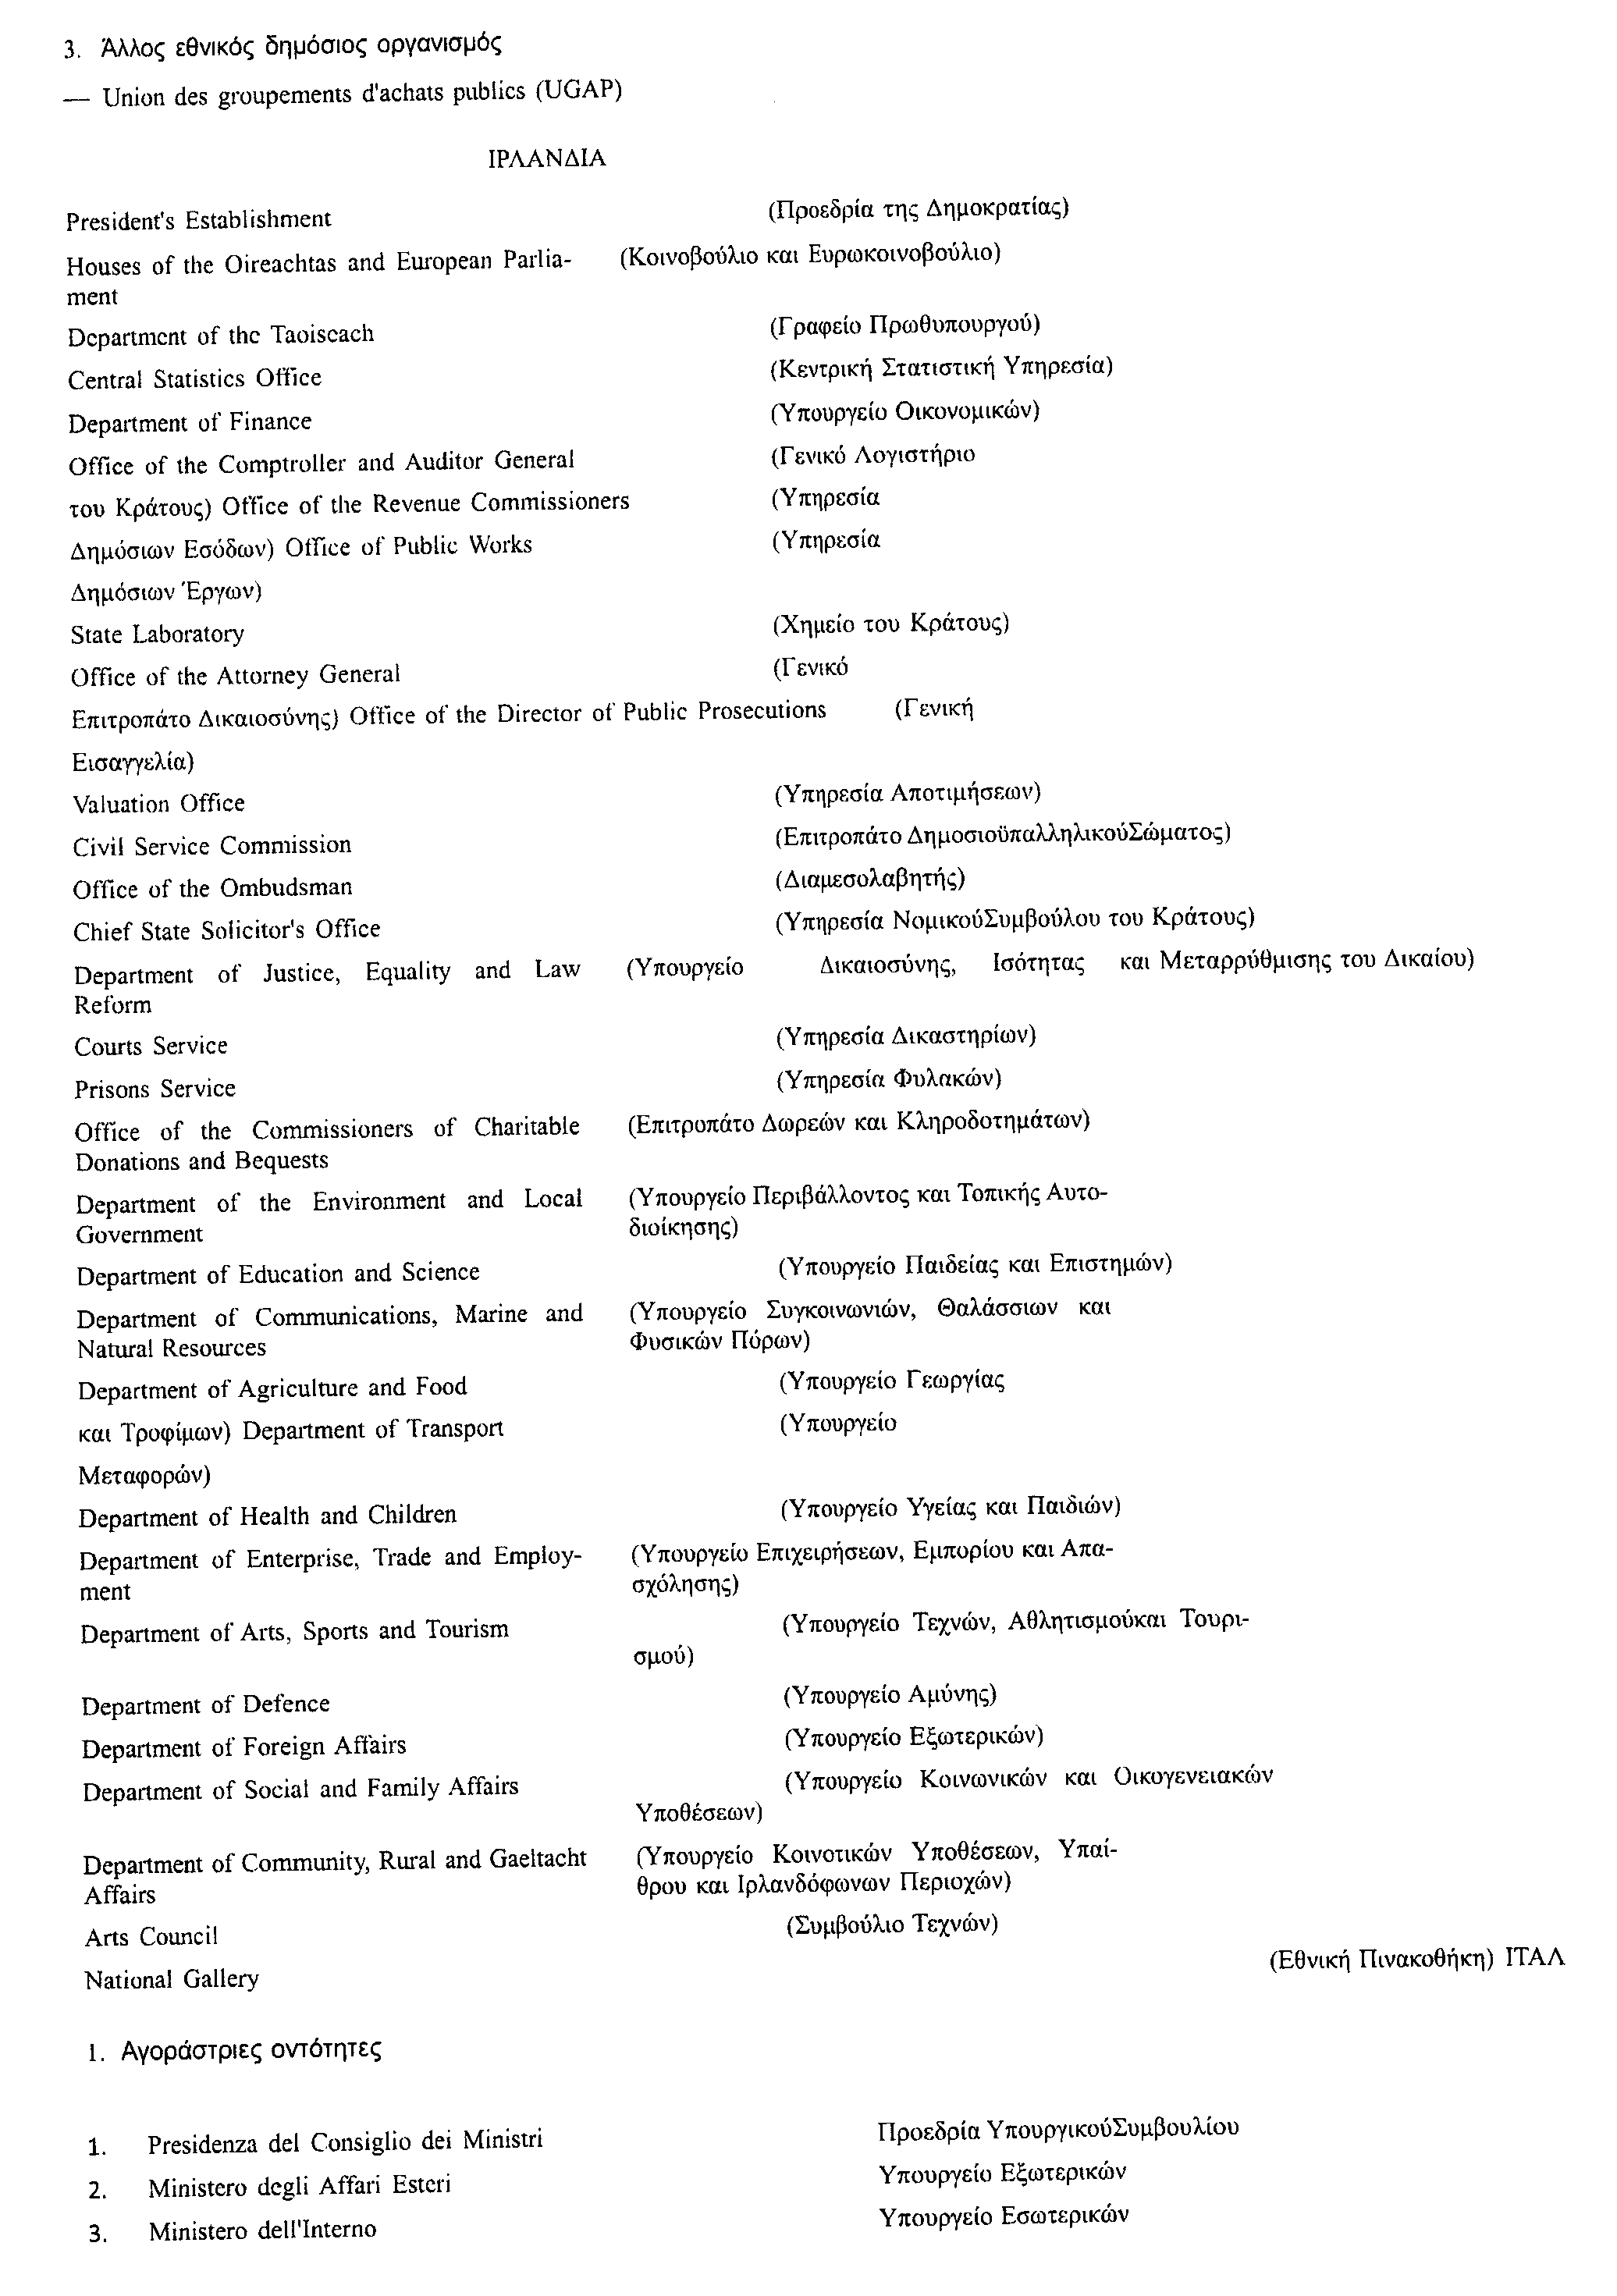 3. Άλλος εθνικός δημόσιος οργανισμός
— Union des groupements d'achats publics (UGAP)
ΙΡΛΑΝΔΙΑ
President's Establishment (Προεδρία της Δημοκρατίας)
Houses of the Oireachtas and European Parlia- (Κοινοβούλιο και Ευρωκοινοβούλιο)
ment
Department of the Taoiseach (Γραφείο Πρωθυπουργού)
Central Statistics Office (Κεντρική Στατιστική Υπηρεσία)
Department of Finance (Υπουργείο Οικονομικών)
Office of the Comptroller and Auditor General (Γενικό Λογιστήριο
του Κράτους) Office of the Revenue Commissioners (Υπηρεσία
Δημόσιων Εσόδων) Office of Public Works (Υπηρεσία
Δημόσιων Έργων)
State Laboratory (Χημείο του Κράτους)
Office of the Attorney General (Γενικό
Επιτροπάτο Δικαιοσύνης) Office of the Director of Public Prosecutions (Γενική
Εισαγγελία)
Valuation Office (Υπηρεσία Αποτιμήσεων)
Civil Service Commission (Επιτροπάτο ΔημοσιοϋπαλληλικούΣώματος)
Office of the Ombudsman (Διαμεσολαβητής)
Chief State Solicitor's Office (Υπηρεσία ΝομικούΣυμβούλου του Κράτους)
Department of Justice, Equality and Law (Υπουργείο Δικαιοσύνης, Ισότητας και Μεταρρύθμισης του Δικαίου)
Reform
Courts Service (Υπηρεσία Δικαστηρίων)
Prisons Service (Υπηρεσία Φυλακών)
Office of the Commissioners of Charitable (Επιτροπάτο Δωρεών και Κληροδοτημάτων)
Donations and Bequests
Department of the Environment and Local (Υπουργείο Περιβάλλοντος και Τοπικής Αυτο-
Government διοίκησης)
Department of Education and Science (Υπουργείο Παιδείας και Επιστημών)
Department of Communications, Marine and (Υπουργείο Συγκοινωνιών, Θαλάσσιων και
Natural Resources Φυσικών Πόρων)
Department of Agriculture and Food (Υπουργείο Γεωργίας
και Τροφίμων) Department of Transport (Υπουργείο
Μεταφορών)
Department of Health and Children (Υπουργείο Υγείας και Παιδιών)
Department of Enterprise, Trade and Employ- (Υπουργείο Επιχειρήσεων, Εμπορίου και Απα-
ment σχόλησης)
Department of Arts, Sports and Tourism (Υπουργείο Τεχνών, Αθλητισμούκαι Τουρι-
σμού)
Department of Defence (Υπουργείο Αμύνης)
Department of Foreign Affairs (Υπουργείο Εξωτερικών)
Department of Social and Family Affairs (Υπουργείο Κοινωνικών και Οικογενειακών
Υποθέσεων)
Department of Community, Rural and Gaeltacht (Υπουργείο Κοινοτικών Υποθέσεων, Υπαί-
Affairs θρου και Ιρλανδόφωνων Περιοχών)
Arts Council (Συμβούλιο Τεχνών)
National Gallery (Εθνική Πινακοθήκη) ΙΤΑΛ
1. Αγοράστριες οντότητες
1. Presidenza del Consiglio dei Ministri Προεδρία ΥπουργικούΣυμβουλίου
2. Ministero degli Affari Esteri Υπουργείο Εξωτερικών
3. Ministero dell'Interno Υπουργείο Εσωτερικών